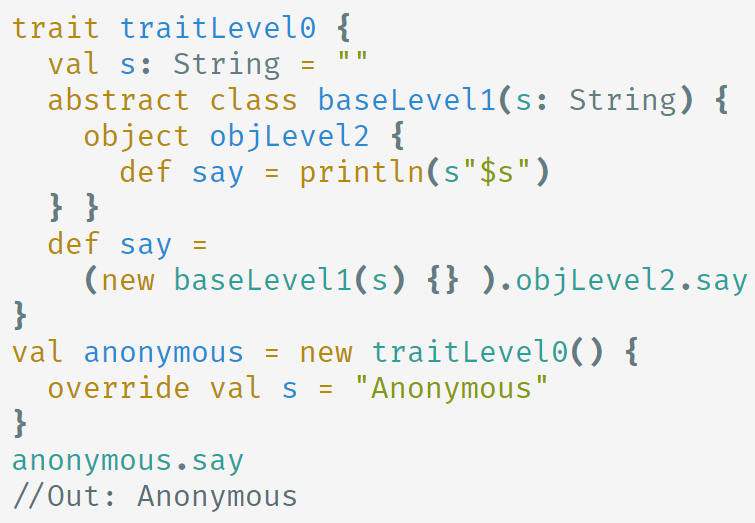 trait traitLevel0 {
  val s: String = ""
  abstract class baseLevel1(s: String) {
    object objLevel2 {
      def say = println(s"$s")
  } }
  def say =
    (new baseLevel1(s) {} ).objLevel2.say
}
val anonymous = new traitLevel0() {
  override val s = "Anonymous"
}
anonymous.say
//Out: Anonymous